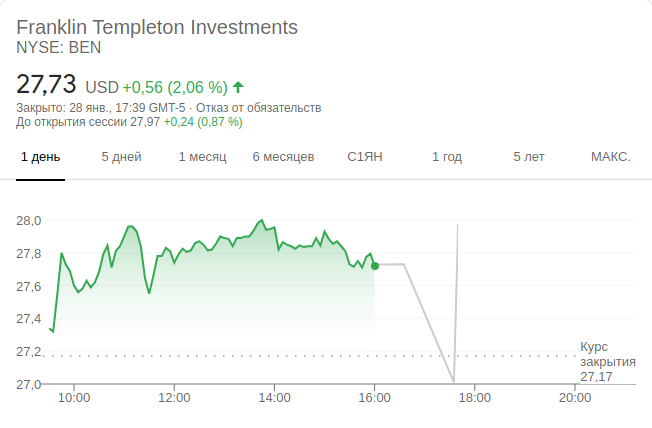 Franklin Templeton Investments
NYSE: BEN
27,73 USD +0,56 (2,06 %)
Закрыто: 28 янв., 17:39 GMT-5 · Отказ от обязательств
До открытия сессии 27,97 +0,24 (0,87 %)
1 день 5 дней 1 месяц 6 месяцев С1ЯН 1 год 5 лет МАКС.
28,0
27,8
27,6
27,4
27,2
Курс
закрытия
27,17
27,0
10:00 12:00 14:00 16:00 18:00 20:00